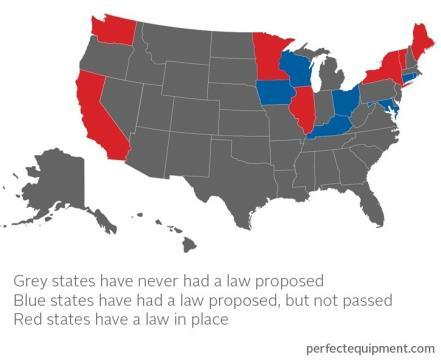 Grey states have never had a law proposed
Blue states have had a law proposed, but not passed
Red states have a law in place
perfectequipment.com